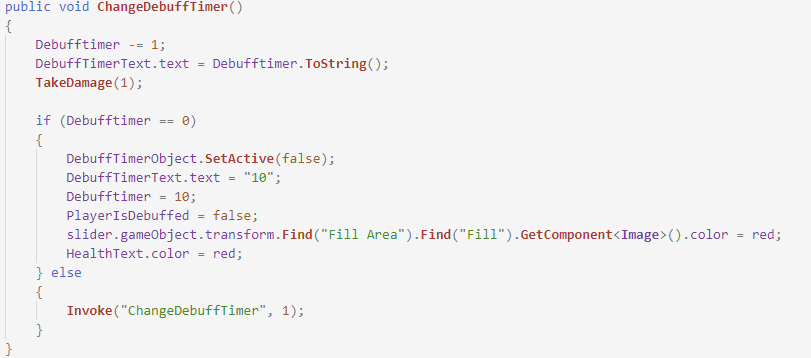 public void ChangeDebuffTimer()
{
    Debufftimer -= 1;
    DebuffTimerText.text = Debufftimer.ToString();
    TakeDamage(1);

    if (Debufftimer == 0)
    {
        DebuffTimerObject.SetActive(false);
        DebuffTimerText.text = "10";
        Debufftimer = 10;
        PlayerIsDebuffed = false;
        slider.gameObject.transform.Find("Fill Area").Find("Fill").GetComponent<Image>().color = red;
        HealthText.color = red;
    } else
    {
        Invoke("ChangeDebuffTimer", 1);
    }
}